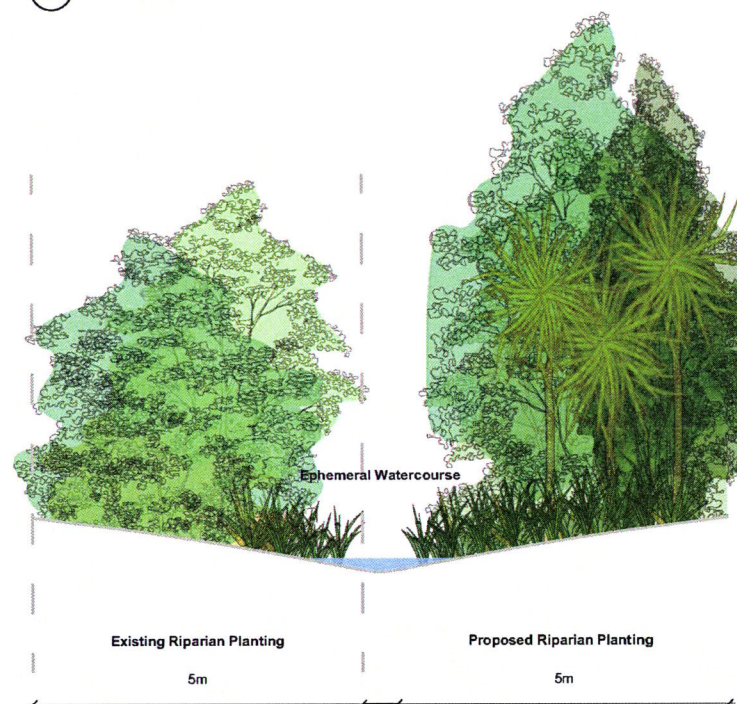 Ephemeral Watercourse
Existing Riparian Planting
Proposed Riparian Planting
5m
5m